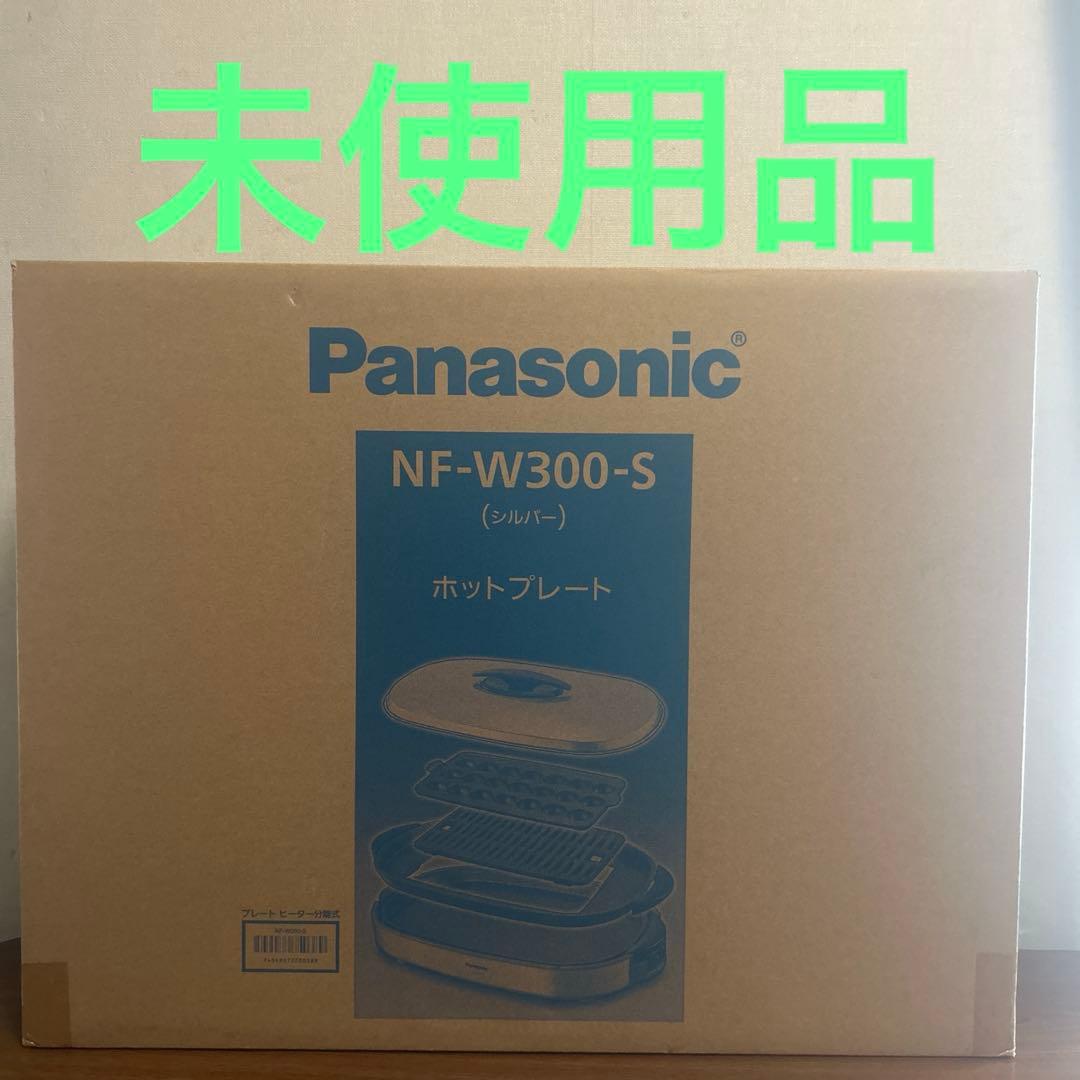 未使用品
Panasonic®
NF-W300-S
(シルバー)
ホットプレート
プレート ヒーター分離式
NF-W300-S
Panasonic